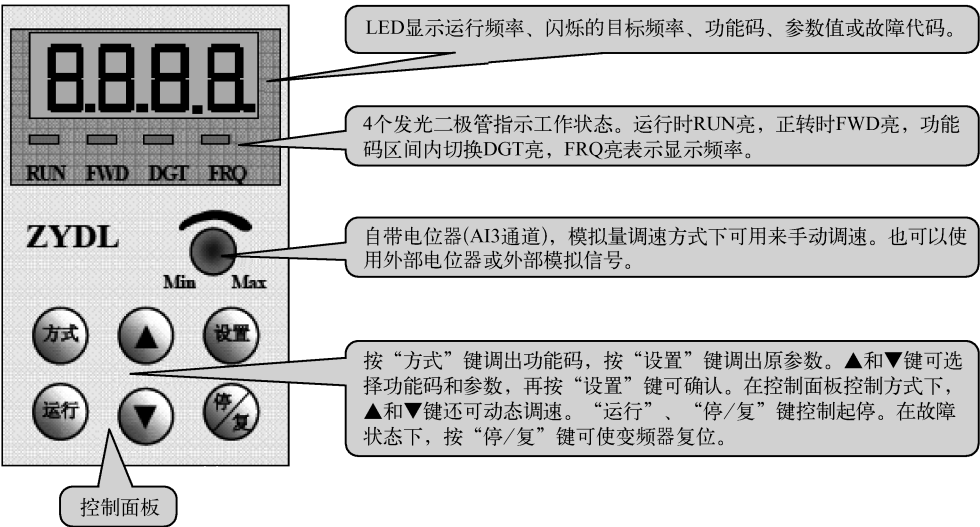 LED显示运行频率、闪烁的目标频率、功能码、参数值或故障代码。
8.8.8.8.
4个发光二极管指示工作状态。运行时RUN亮，正转时FWD亮，功能
码区间内切换DGT亮，FRQ亮表示显示频率。
RUN FWD DGT FRQ
ZYDL
自带电位器(AI3通道)，模拟量调速方式下可用来手动调速。也可以使
用外部电位器或外部模拟信号。
Min Max
方式 ▲ 设置
按“方式”键调出功能码，按“设置”键调出原参数。▲和▼键可选
择功能码和参数，再按“设置”键可确认。在控制面板控制方式下，
▲和▼键还可动态调速。“运行”、“停/复”键控制起停。在故障
状态下，按“停/复”键可使变频器复位。
运行 ▼ 停/复
控制面板